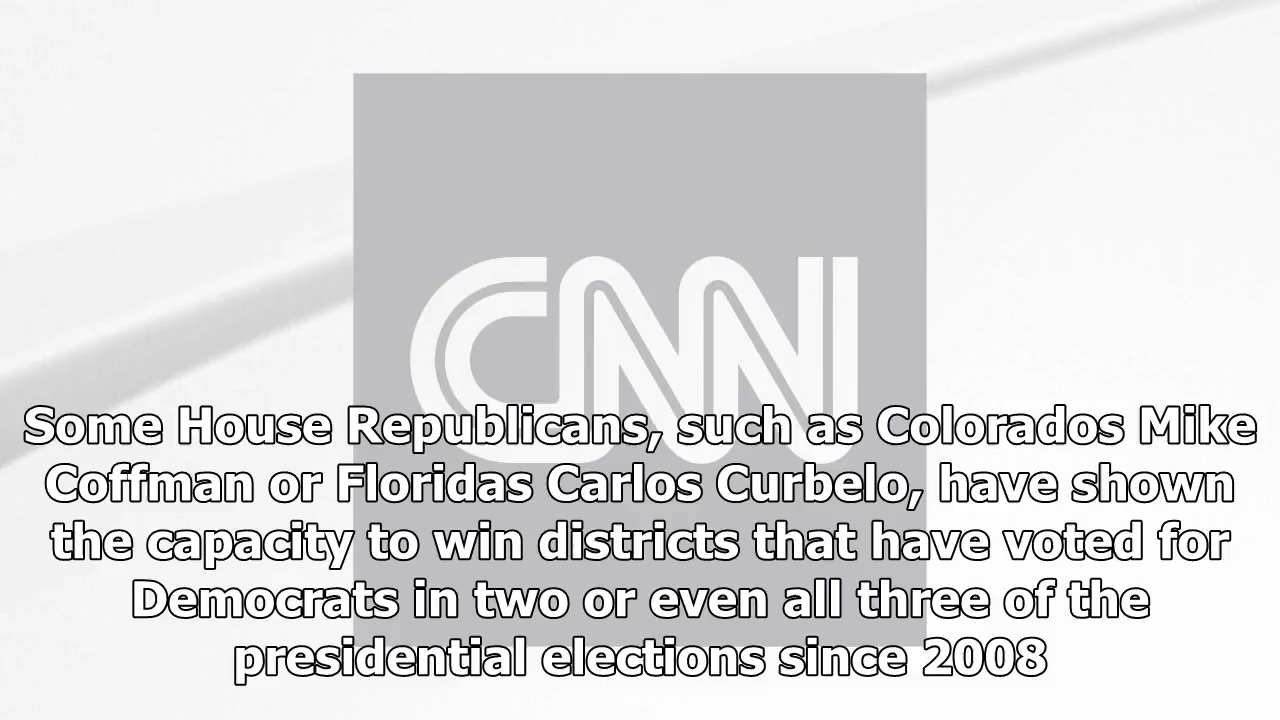 CNN
Some House Republicans, such as Colorados Mike
Coffman or Floridas Carlos Curbelo, have shown
the capacity to win districts that have voted for
Democrats in two or even all three of the
presidential elections since 2008